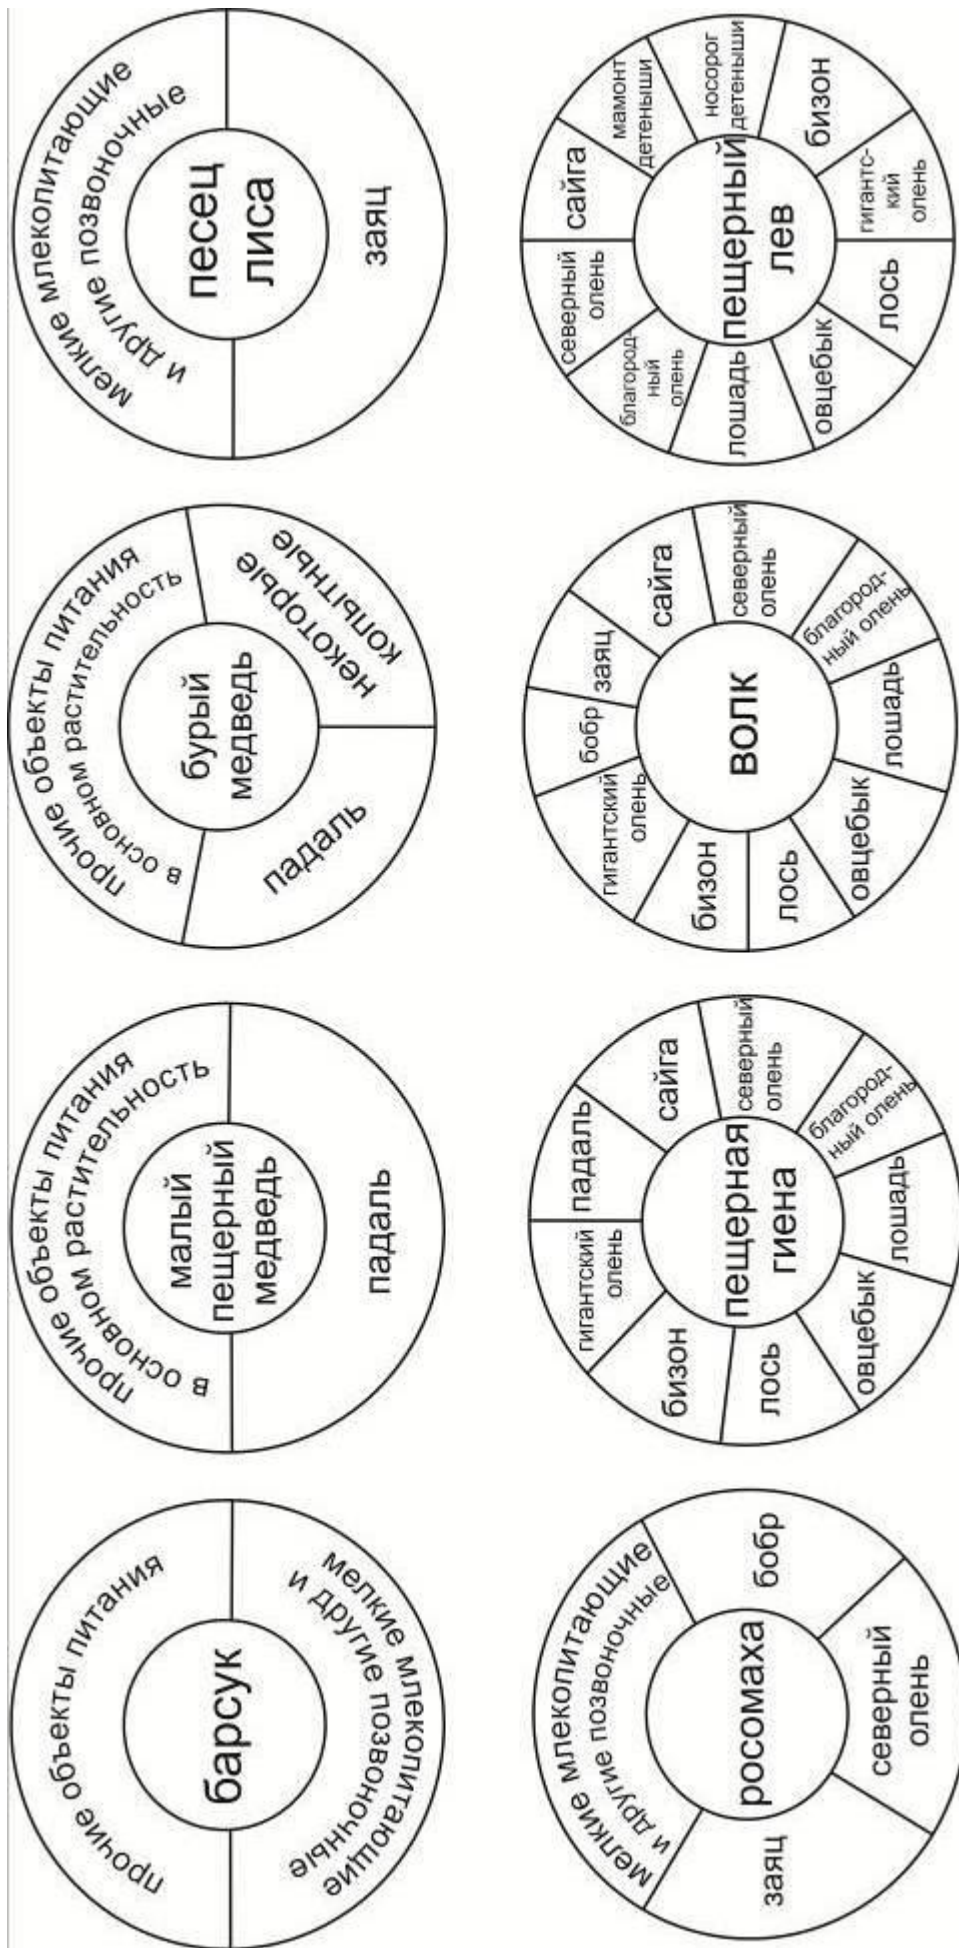 прочие объекты питания
барсук
мелкие млекопитающие
и другие позвоночные
прочие объекты питания
в основном растительность
малый
пещерный
медведь
падаль
прочие объекты питания
в основном растительность
бурый
медведь
падаль
некоторые
копытные
мелкие млекопитающие
и другие позвоночные
песец
лиса
заяц
мелкие млекопитающие
и другие позвоночные
росомаха
бобр
северный
олень
заяц
пещерная
гиена
падаль
сайга
северный
олень
благород-
ный олень
лошадь
овцебык
лось
бизон
гигантский
олень
волк
бобр
заяц
сайга
северный
олень
благород-
ный олень
лошадь
овцебык
лось
бизон
гигантский
олень
пещерный
лев
сайга
мамонт
детеныши
носорог
детеныши
бизон
гигантс-
кий
олень
лось
овцебык
лошадь
благород-
ный
олень
северный
олень